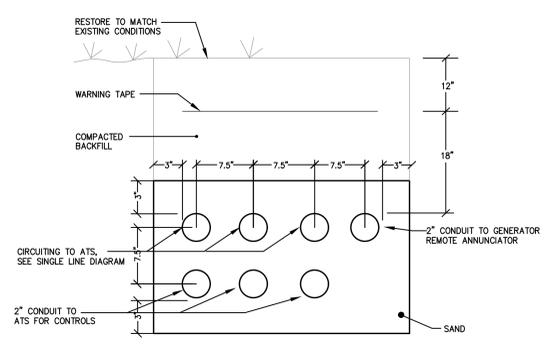 RESTORE TO MATCH
EXISTING CONDITIONS
12"
WARNING TAPE
COMPACTED
BACKFILL
18"
3" 7.5" 7.5" 7.5" 3"
3"
2" CONDUIT TO GENERATOR
REMOTE ANNUNCIATOR
CIRCUITING TO ATS,
SEE SINGLE LINE DIAGRAM
7.5"
2" CONDUIT TO
ATS FOR CONTROLS
3"
SAND